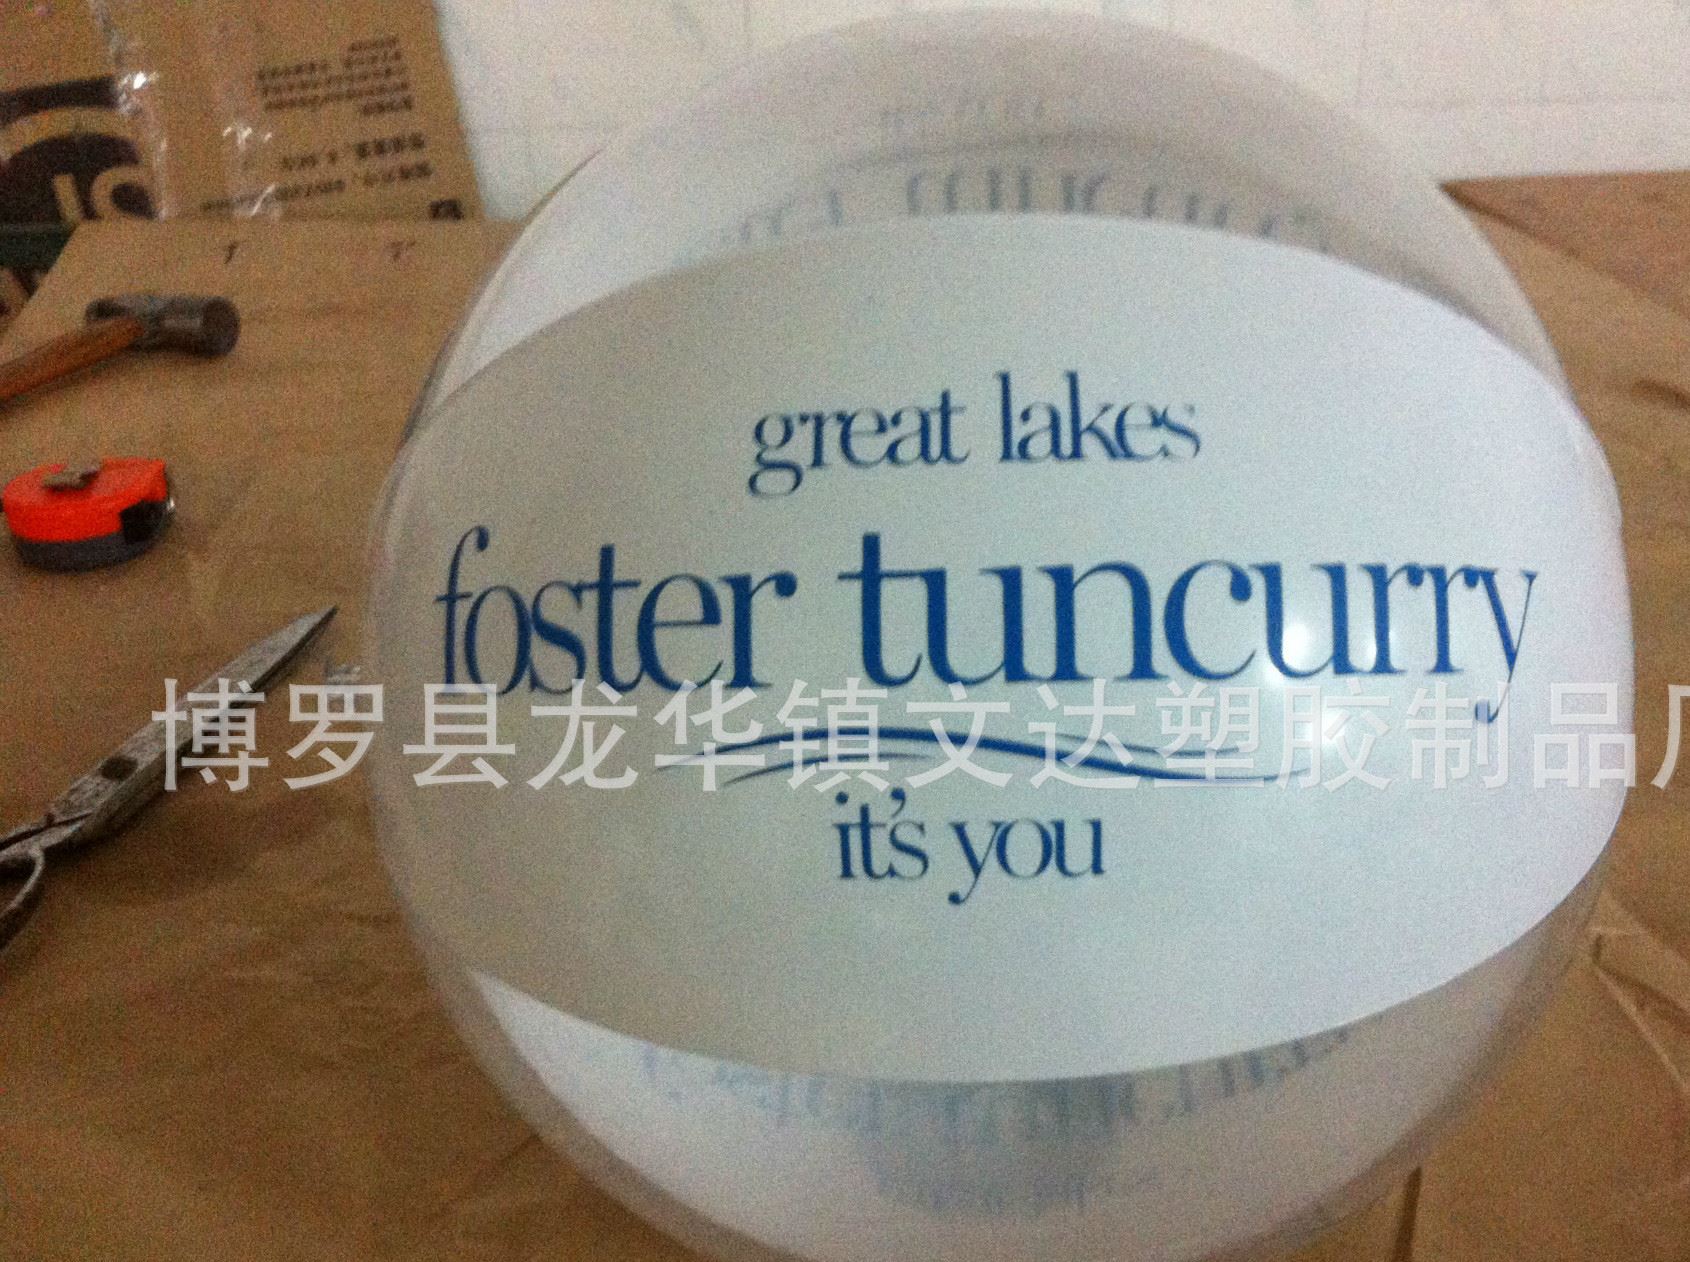 great lakes
foster tuncurry
博罗县龙华镇文达塑胶制品厂
it's you